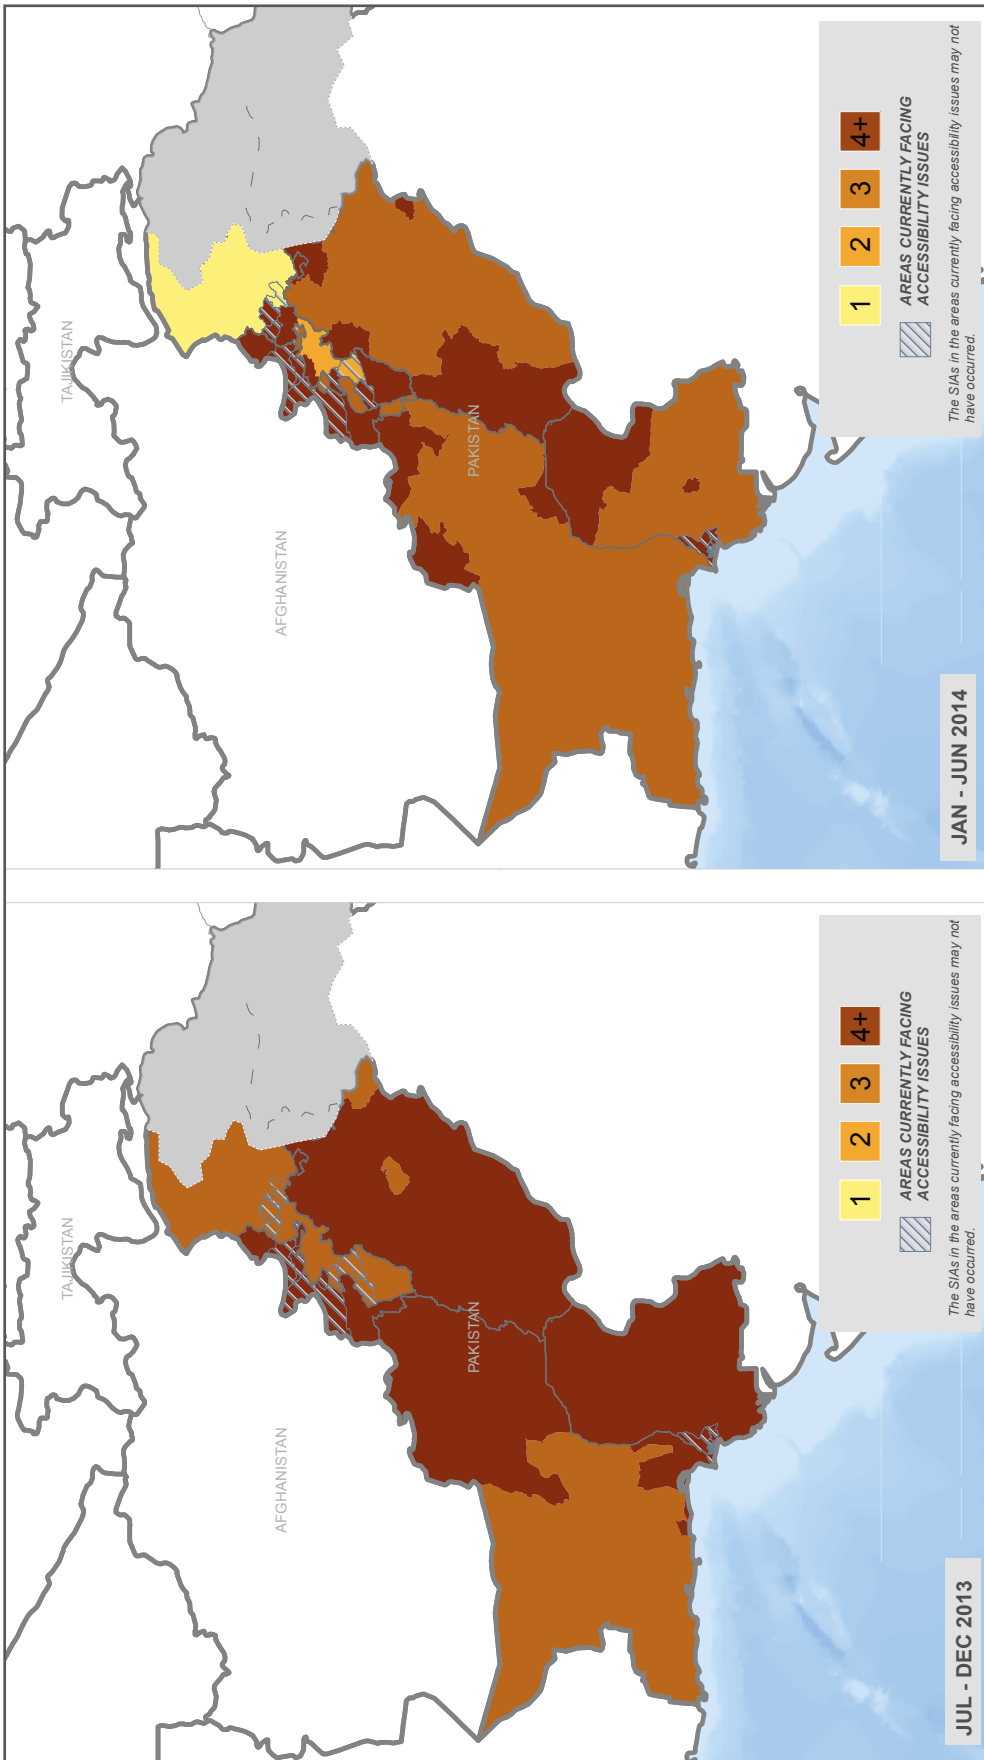 TAJIKISTAN
AFGHANISTAN
PAKISTAN
1 2 3 4+
AREAS CURRENTLY FACING
ACCESSIBILITY ISSUES
The SIAs in the areas currently facing accessibility issues may not
have occurred.
JUL - DEC 2013
TAJIKISTAN
AFGHANISTAN
PAKISTAN
1 2 3 4+
AREAS CURRENTLY FACING
ACCESSIBILITY ISSUES
The SIAs in the areas currently facing accessibility issues may not
have occurred.
JAN - JUN 2014